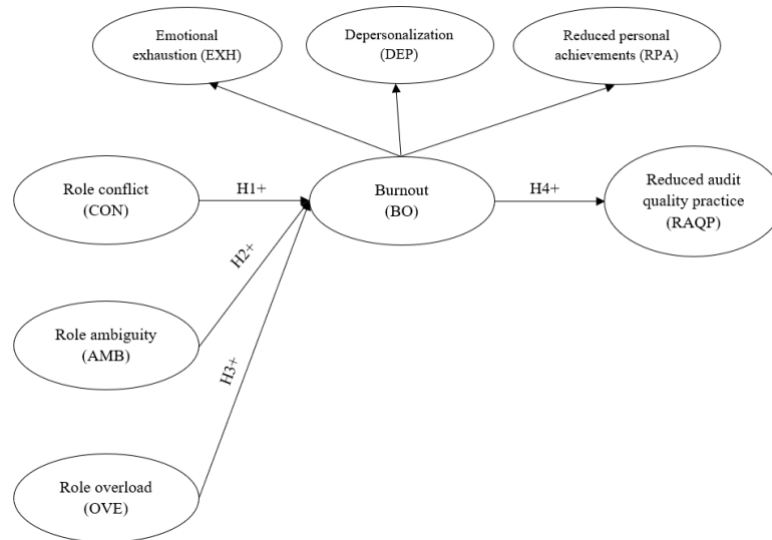 Emotional
exhaustion (EXH)
Depersonalization
(DEP)
Reduced personal
achievements (RPA)
Role conflict
(CON)
H1+
Burnout
(BO)
H4+
Reduced audit
quality practice
(RAQP)
H2+
Role ambiguity
(AMB)
H3+
Role overload
(OVE)